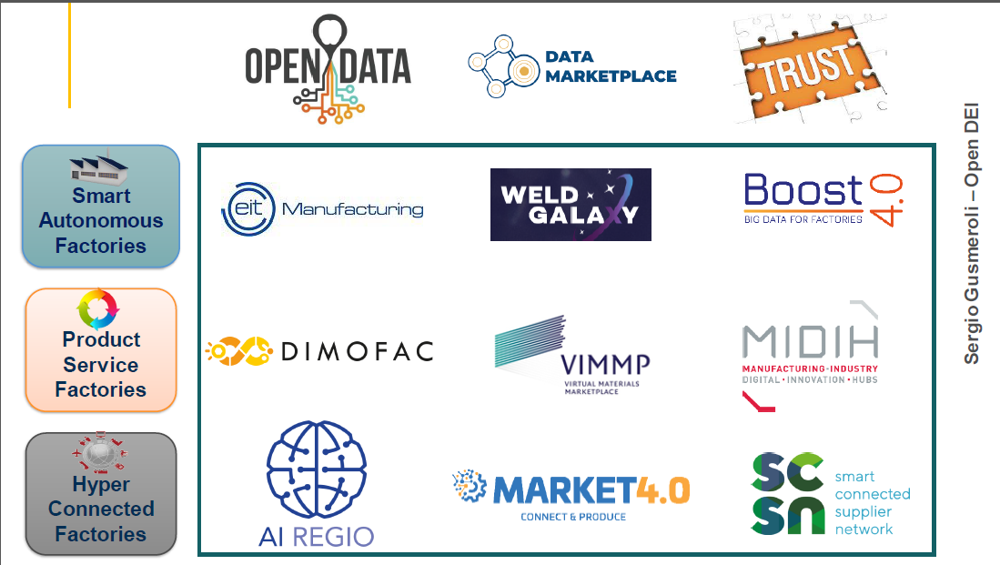 OPEN DATA
DATA
MARKETPLACE
TRUST
Smart
Autonomous
Factories
eit Manufacturing
WELD
GALAXY
Boost 4.0
BIG DATA FOR FACTORIES
Product
Service
Factories
DIMOFAC
VIMMP
VIRTUAL MATERIALS
MARKETPLACE
MIDIH
MANUFACTURING·INDUSTRY
DIGITAL·INNOVATION·HUBS
Hyper
Connected
Factories
AI REGIO
MARKET4.0
CONNECT & PRODUCE
SC
SN
smart
connected
supplier
network
Sergio Gusmeroli – Open DEI